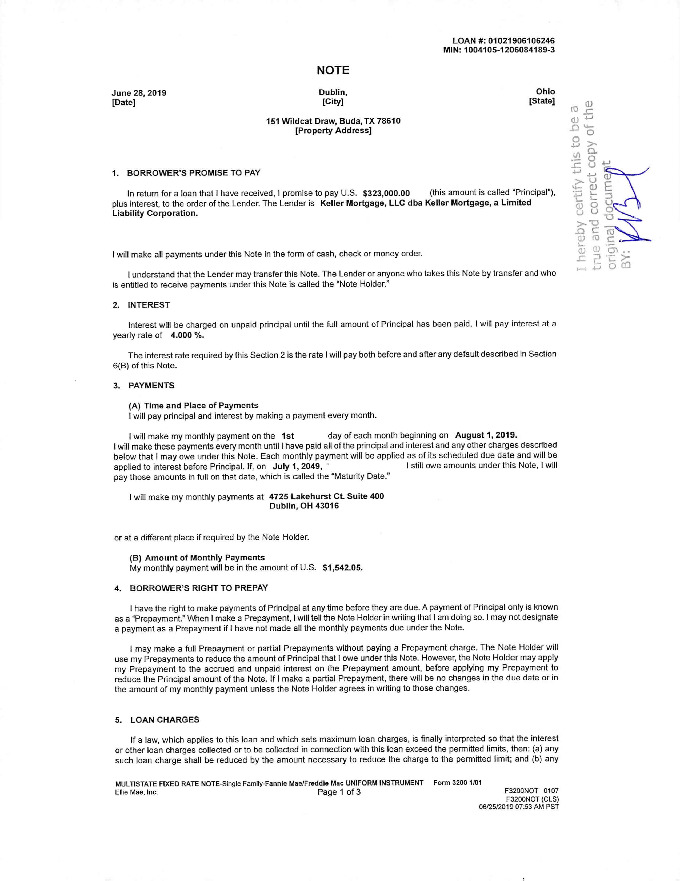 LOAN #: 01021906106246
MIN: 1004105-1206084189-3
NOTE
June 28, 2019 Dublin, Ohio
[Date] [City] [State]
151 Wildcat Draw, Buda, TX 78610
[Property Address]
I hereby certify this to be a
true and correct copy of the
original document
BY:
1. BORROWER'S PROMISE TO PAY
In return for a loan that I have received, I promise to pay U.S. $323,000.00 (this amount is called "Principal"),
plus interest, to the order of the Lender. The Lender is Keller Mortgage, LLC dba Keller Mortgage, a Limited
Liability Corporation.
I will make all payments under this Note in the form of cash, check or money order.
I understand that the Lender may transfer this Note. The Lender or anyone who takes this Note by transfer and who
is entitled to receive payments under this Note is called the "Note Holder."
2. INTEREST
Interest will be charged on unpaid principal until the full amount of Principal has been paid. I will pay interest at a
yearly rate of 4.000 %.
The interest rate required by this Section 2 is the rate I will pay both before and after any default described in Section
6(B) of this Note.
3. PAYMENTS
(A) Time and Place of Payments
I will pay principal and interest by making a payment every month.
I will make my monthly payment on the 1st day of each month beginning on August 1, 2019.
I will make these payments every month until I have paid all of the principal and interest and any other charges described
below that I may owe under this Note. Each monthly payment will be applied as of its scheduled due date and will be
applied to interest before Principal. If, on July 1, 2049, I still owe amounts under this Note, I will
pay those amounts in full on that date, which is called the "Maturity Date."
I will make my monthly payments at 4725 Lakehurst Ct. Suite 400
Dublin, OH 43016
or at a different place if required by the Note Holder.
(B) Amount of Monthly Payments
My monthly payment will be in the amount of U.S. $1,542.05.
4. BORROWER'S RIGHT TO PREPAY
I have the right to make payments of Principal at any time before they are due. A payment of Principal only is known
as a "Prepayment." When I make a Prepayment, I will tell the Note Holder in writing that I am doing so. I may not designate
a payment as a Prepayment if I have not made all the monthly payments due under the Note.
I may make a full Prepayment or partial Prepayments without paying a Prepayment charge. The Note Holder will
use my Prepayments to reduce the amount of Principal that I owe under this Note. However, the Note Holder may apply
my Prepayment to the accrued and unpaid interest on the Prepayment amount, before applying my Prepayment to
reduce the Principal amount of the Note. If I make a partial Prepayment, there will be no changes in the due date or in
the amount of my monthly payment unless the Note Holder agrees in writing to those changes.
5. LOAN CHARGES
If a law, which applies to this loan and which sets maximum loan charges, is finally interpreted so that the interest
or other loan charges collected or to be collected in connection with this loan exceed the permitted limits, then: (a) any
such loan charge shall be reduced by the amount necessary to reduce the charge to the permitted limit; and (b) any
MULTISTATE FIXED RATE NOTE-Single Family-Fannie Mae/Freddie Mac UNIFORM INSTRUMENT Form 3200 1/01
Ellie Mae, Inc. Page 1 of 3 F3200NOT 0107
F3200NOT (CLS)
06/25/2019 07:53 AM PST